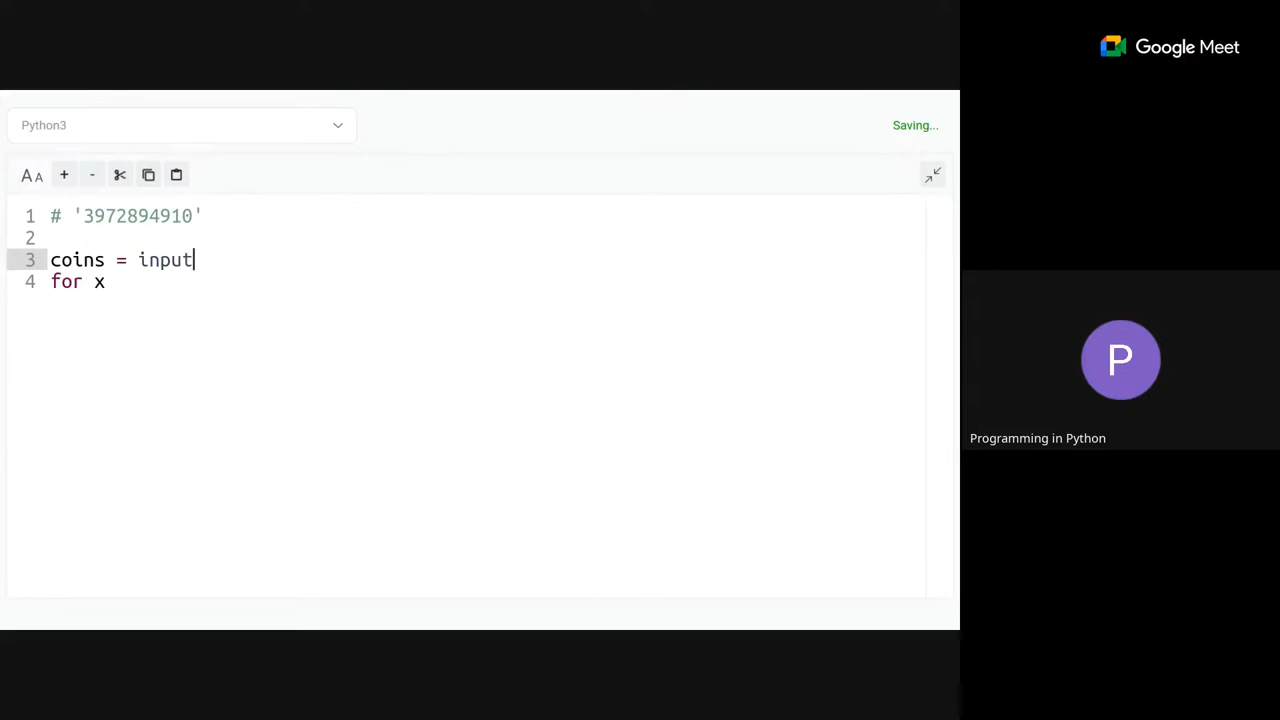 Google Meet
Python3
Saving...
AA + -
1 # '3972894910'
2
3 coins = input
4 for x
P
Programming in Python